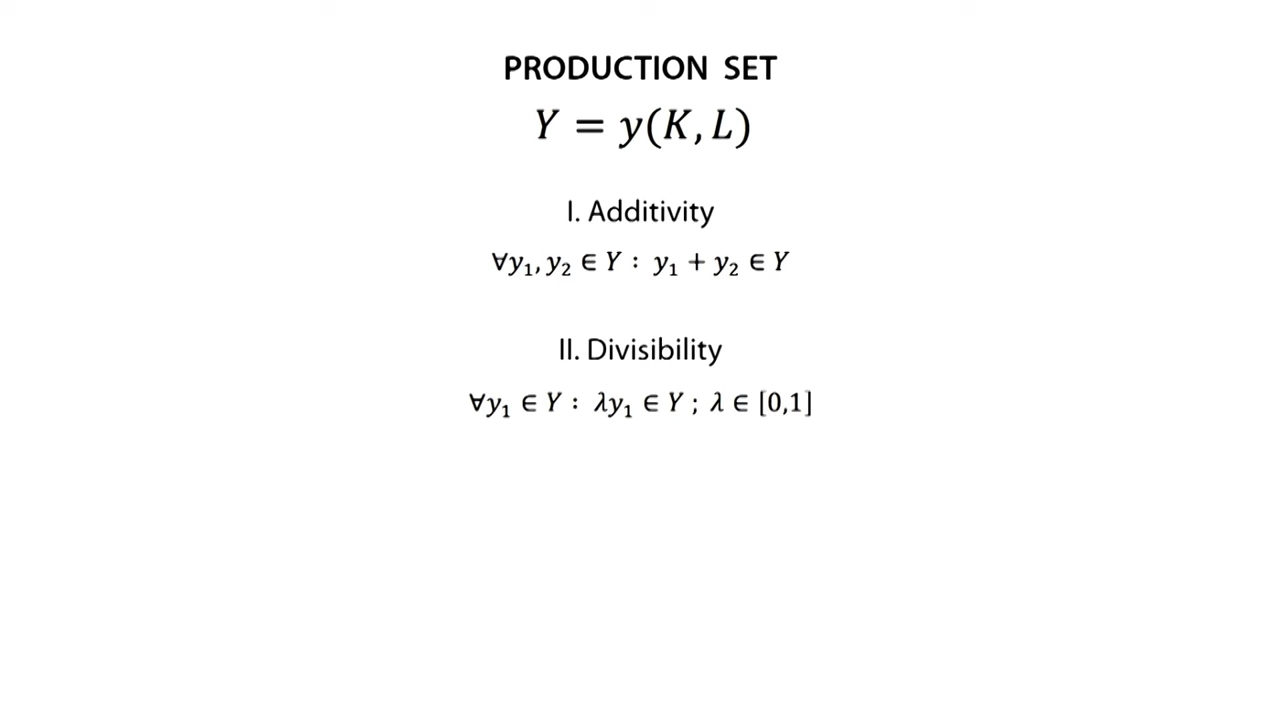 PRODUCTION SET
Y = y(K, L)
I. Additivity
∀y₁, y₂ ∈ Y : y₁ + y₂ ∈ Y
II. Divisibility
∀y₁ ∈ Y : λy₁ ∈ Y ; λ ∈ [0,1]